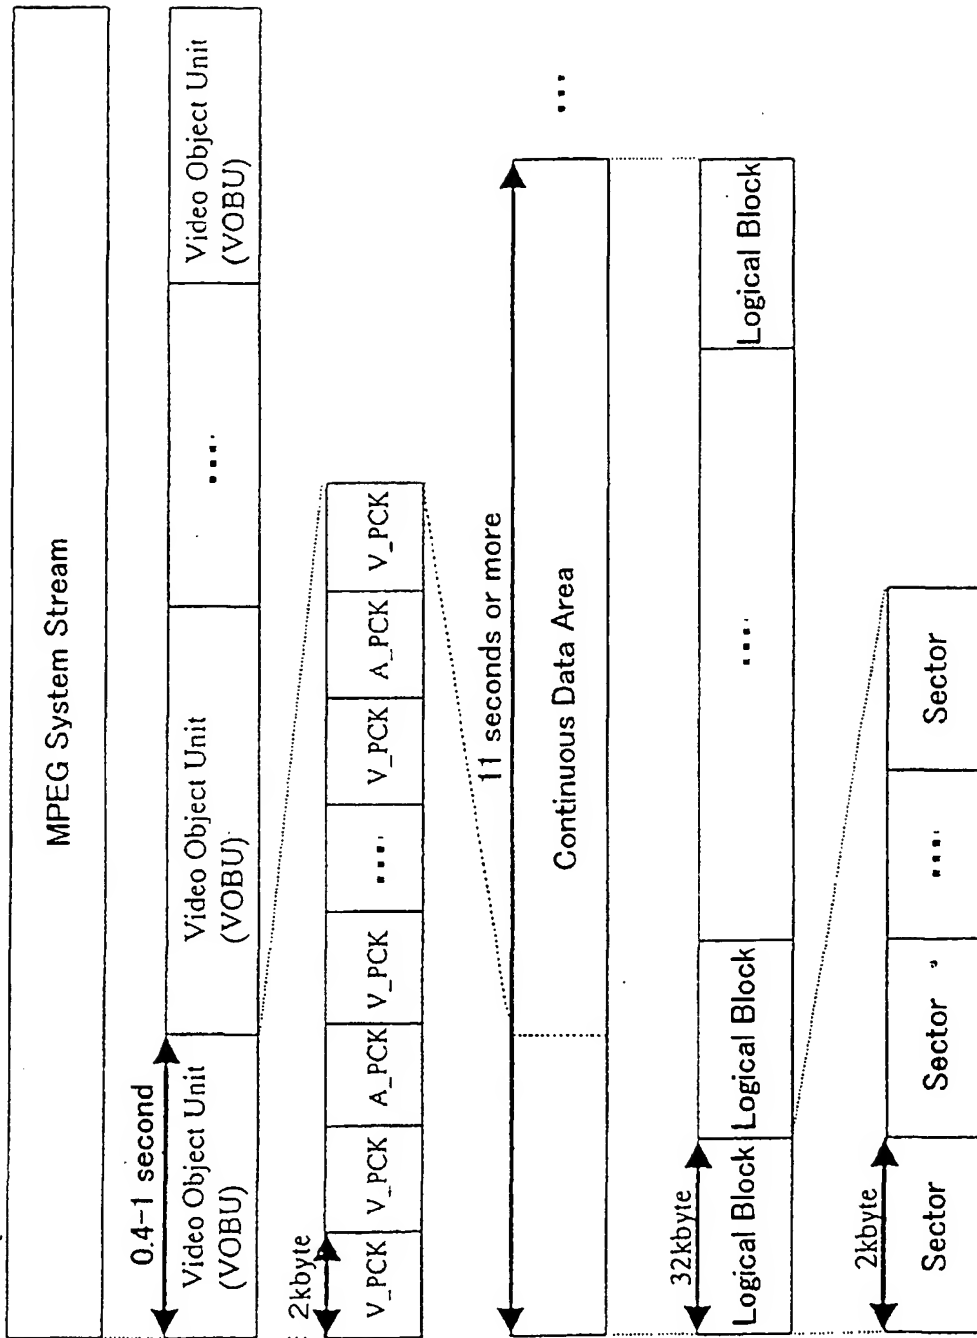 MPEG System Stream
0.4-1 second
Video Object Unit
(VOBU)
Video Object Unit
(VOBU)
....
Video Object Unit
(VOBU)
2kbyte
V_PCK
V_PCK
A_PCK
V_PCK
....
V_PCK
A_PCK
V_PCK
11 seconds or more
Continuous Data Area
...
32kbyte
Logical Block
Logical Block
....
Logical Block
2kbyte
Sector
Sector
....
Sector